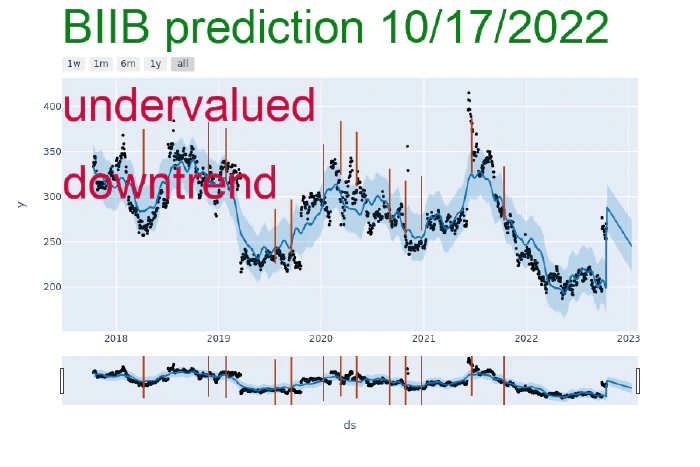 BIIB prediction 10/17/2022
1w 1m 6m 1y all
undervalued
downtrend
400
350
300
250
200
y
2018 2019 2020 2021 2022 2023
ds